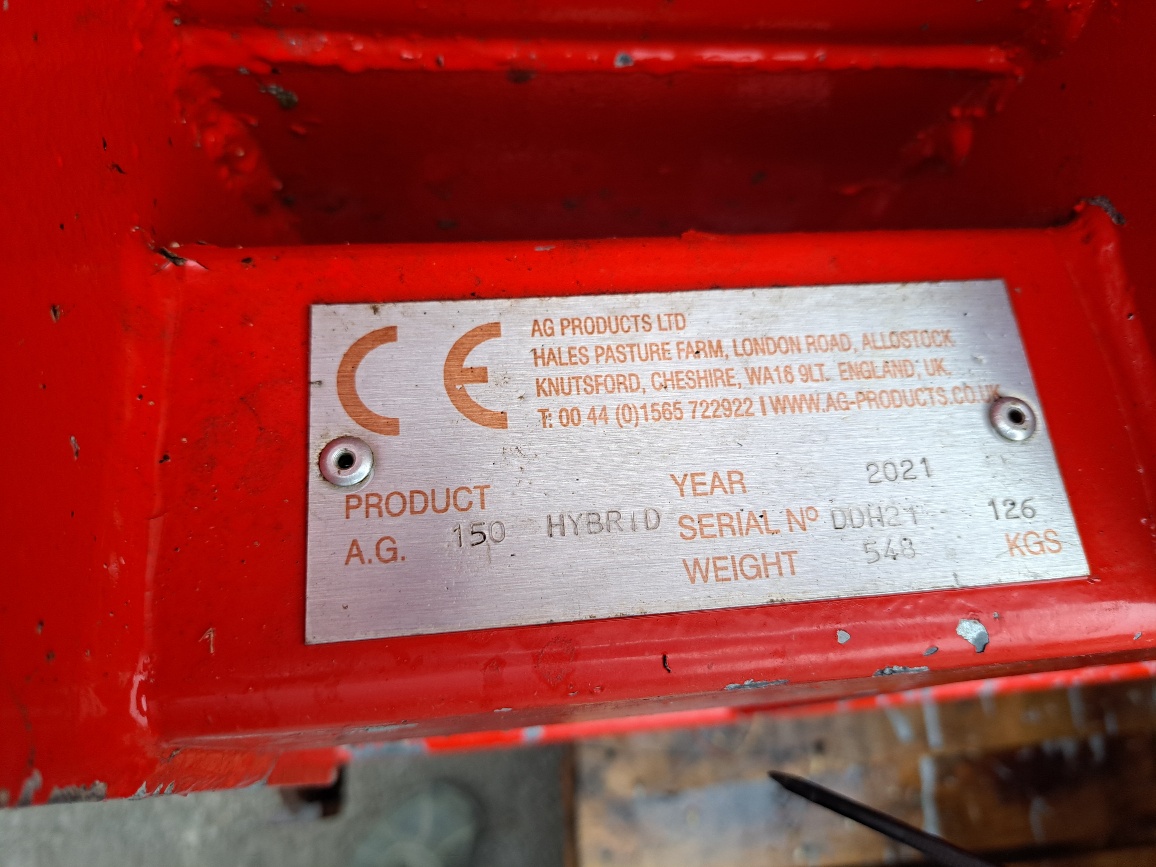 CE
AG PRODUCTS LTD
HALES PASTURE FARM, LONDON ROAD, ALLOSTOCK
KNUTSFORD, CHESHIRE, WA16 9LT. ENGLAND, UK.
T: 00 44 (0)1565 722922 I WWW.AG-PRODUCTS.CO.UK
PRODUCT
A.G. 150 HYBRID
YEAR 2021
SERIAL Nº DDH21 126
WEIGHT 548 KGS